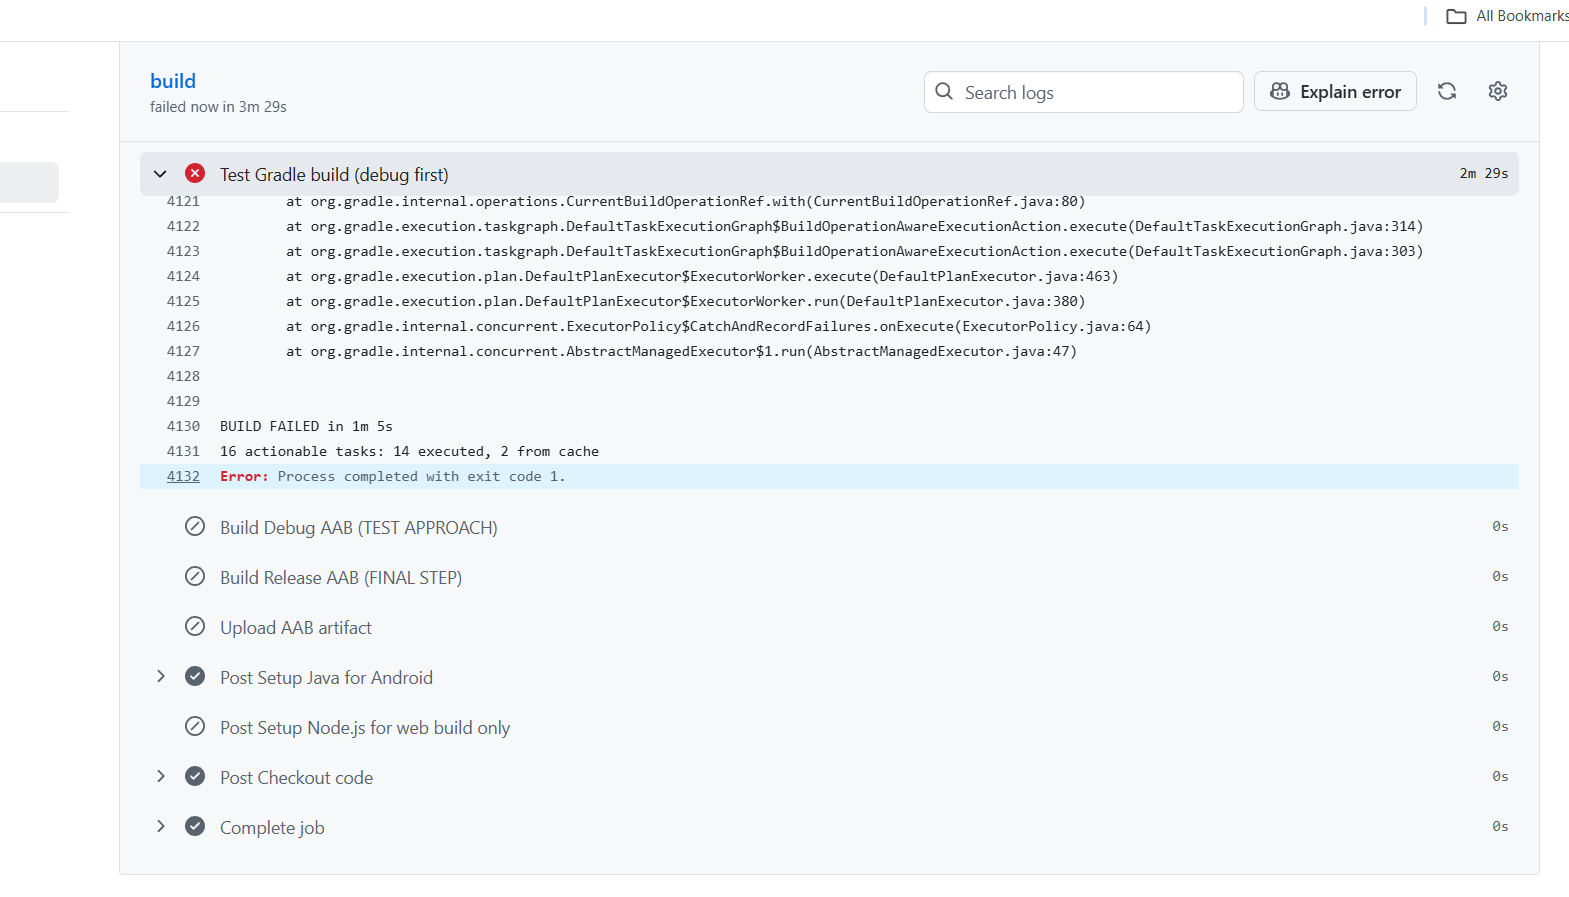 All Bookmarks
build
failed now in 3m 29s
Search logs
Explain error
Test Gradle build (debug first)
2m 29s
4121 at org.gradle.internal.operations.CurrentBuildOperationRef.with(CurrentBuildOperationRef.java:80)
4122 at org.gradle.execution.taskgraph.DefaultTaskExecutionGraph$BuildOperationAwareExecutionAction.execute(DefaultTaskExecutionGraph.java:314)
4123 at org.gradle.execution.taskgraph.DefaultTaskExecutionGraph$BuildOperationAwareExecutionAction.execute(DefaultTaskExecutionGraph.java:303)
4124 at org.gradle.execution.plan.DefaultPlanExecutor$ExecutorWorker.execute(DefaultPlanExecutor.java:463)
4125 at org.gradle.execution.plan.DefaultPlanExecutor$ExecutorWorker.run(DefaultPlanExecutor.java:380)
4126 at org.gradle.internal.concurrent.ExecutorPolicy$CatchAndRecordFailures.onExecute(ExecutorPolicy.java:64)
4127 at org.gradle.internal.concurrent.AbstractManagedExecutor$1.run(AbstractManagedExecutor.java:47)
4128
4129
4130 BUILD FAILED in 1m 5s
4131 16 actionable tasks: 14 executed, 2 from cache
4132 Error: Process completed with exit code 1.
Build Debug AAB (TEST APPROACH) 0s
Build Release AAB (FINAL STEP) 0s
Upload AAB artifact 0s
Post Setup Java for Android 0s
Post Setup Node.js for web build only 0s
Post Checkout code 0s
Complete job 0s